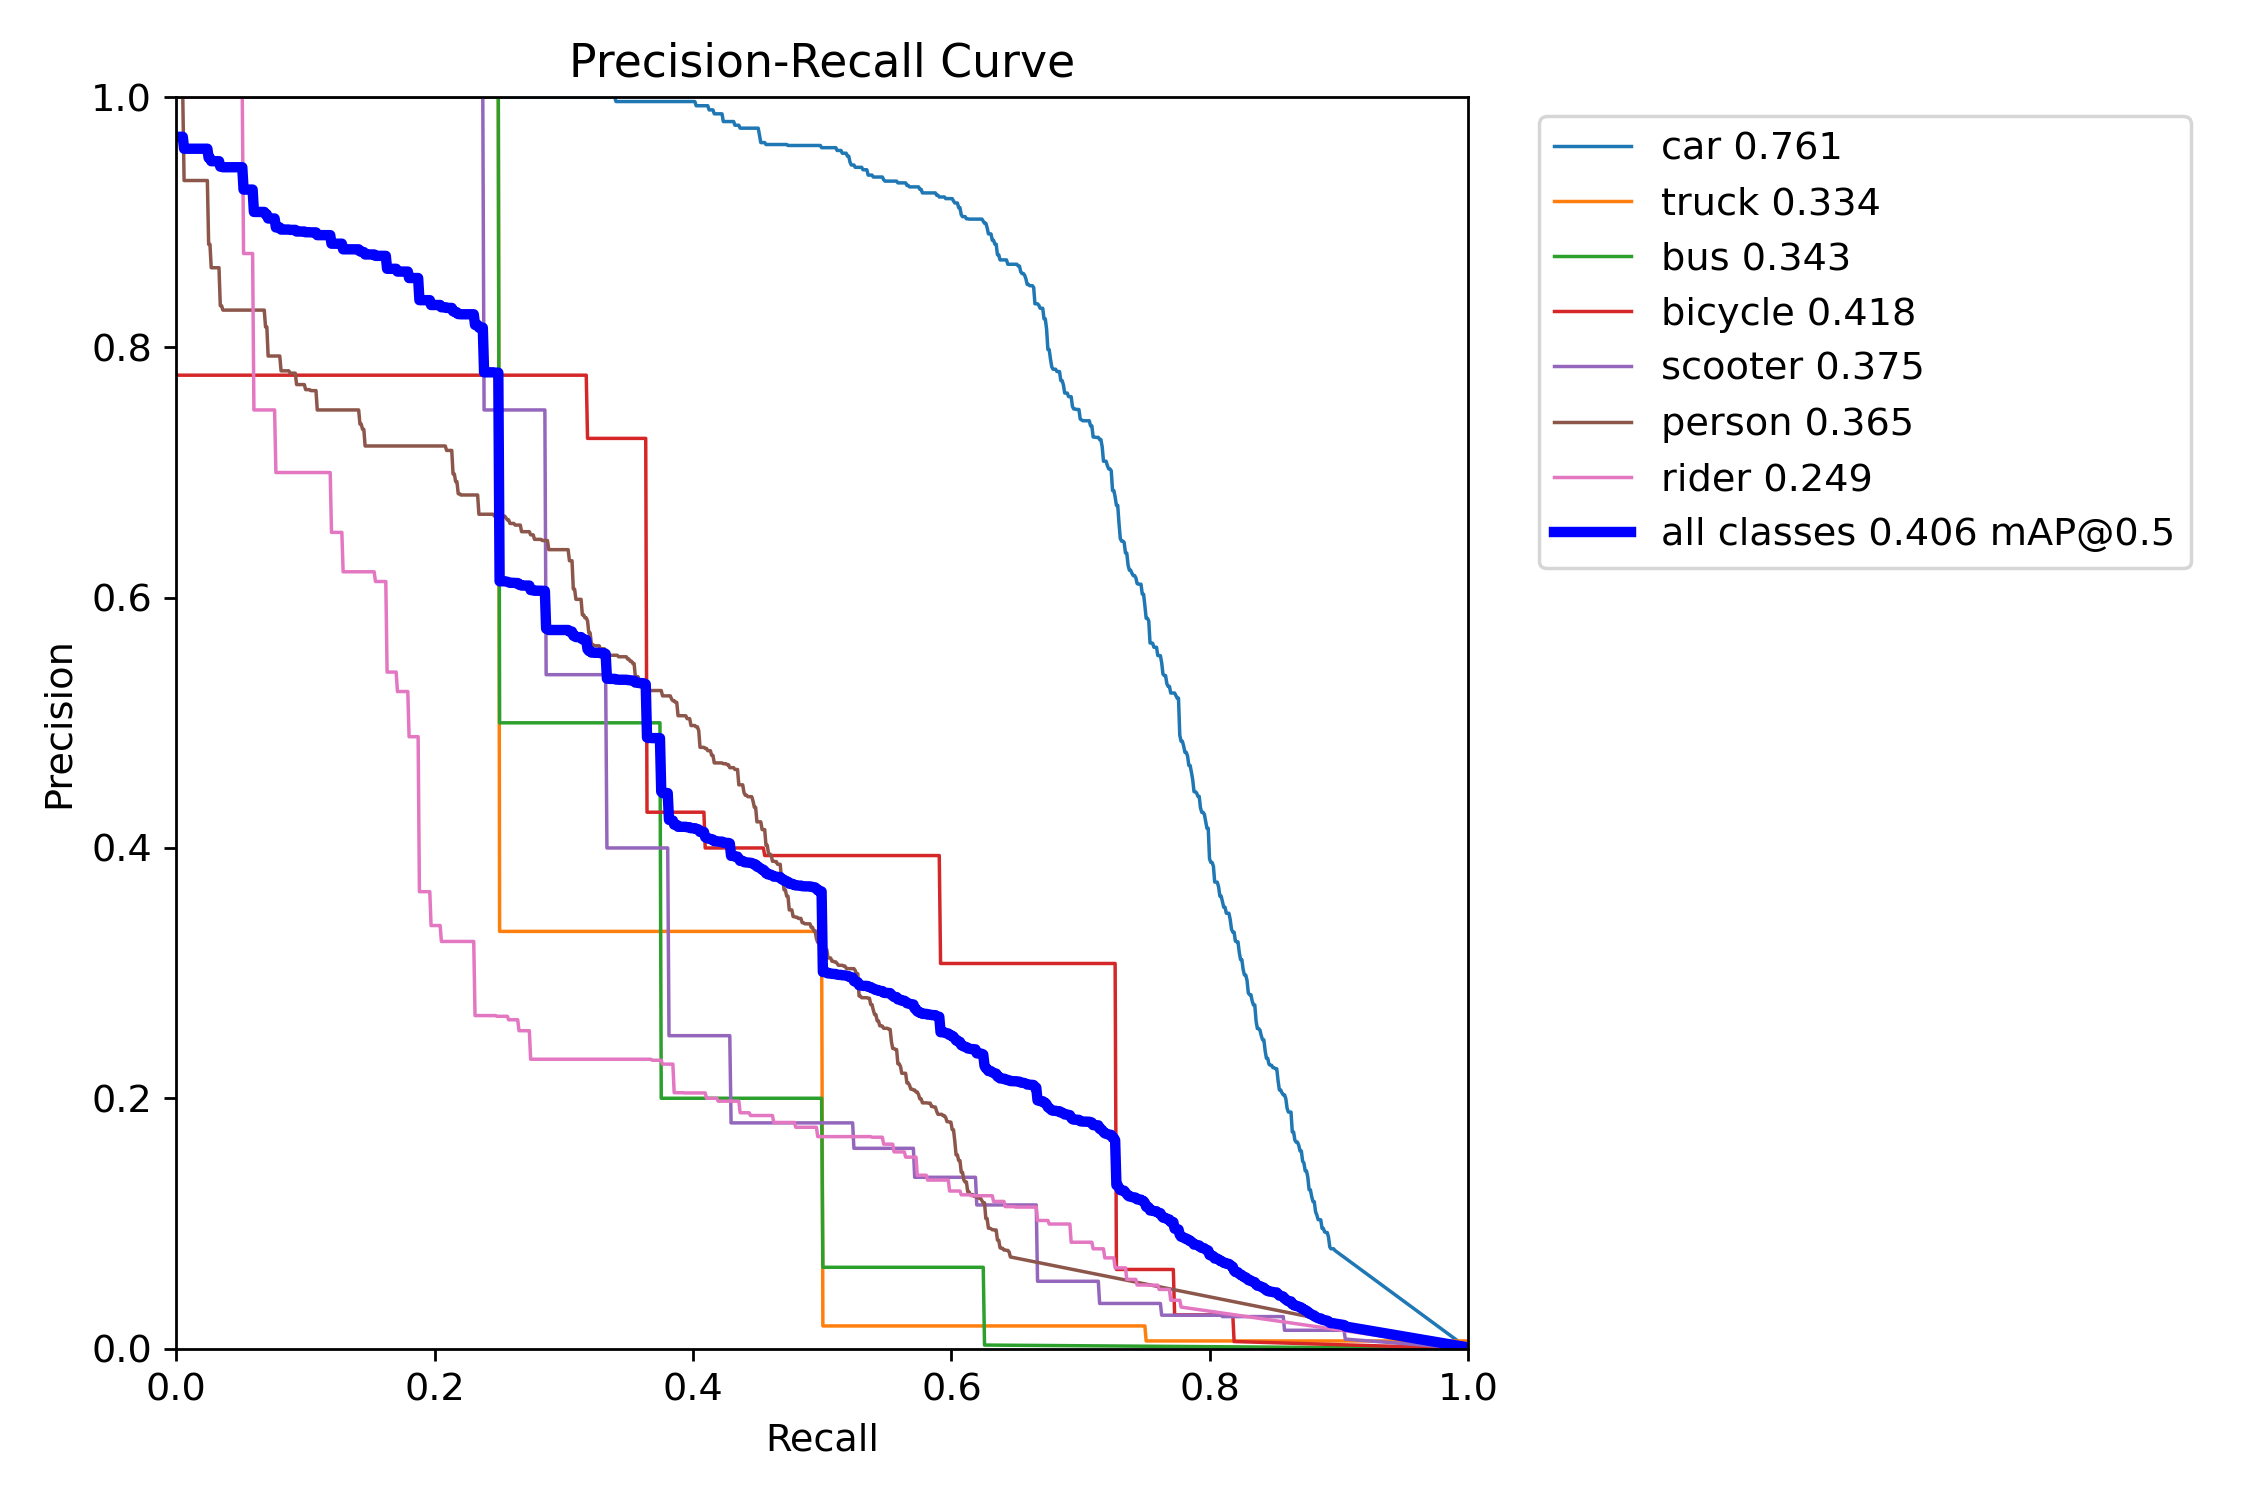 Precision-Recall Curve
1.0
0.8
0.6
0.4
0.2
0.0
Precision
0.0 0.2 0.4 0.6 0.8 1.0
Recall
car 0.761
truck 0.334
bus 0.343
bicycle 0.418
scooter 0.375
person 0.365
rider 0.249
all classes 0.406 mAP@0.5